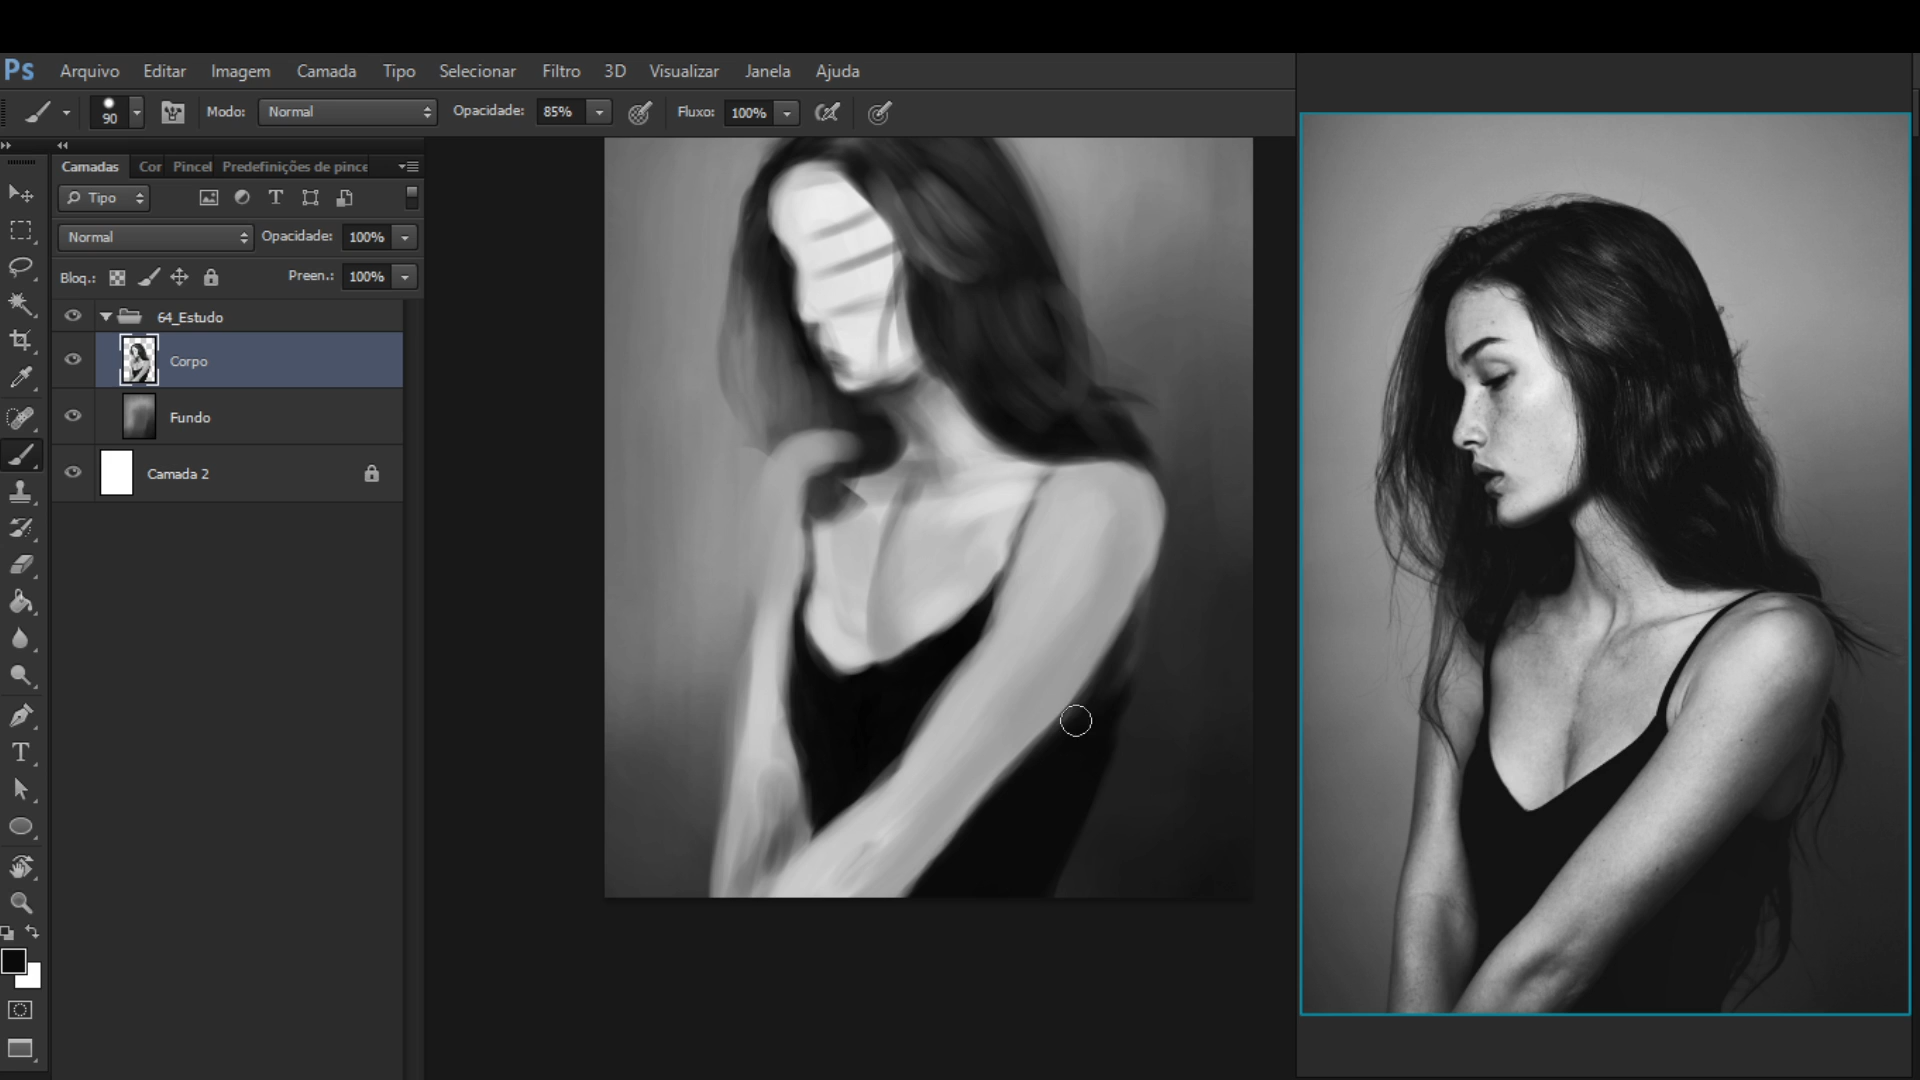 Ps Arquivo Editar Imagem Camada Tipo Selecionar Filtro 3D Visualizar Janela Ajuda
90 Modo: Normal Opacidade: 85% Fluxo: 100%
Camadas Cor Pincel Predefinições de pince
Tipo
Normal Opacidade: 100%
Bloq.: Preen.: 100%
64_Estudo
Corpo
Fundo
Camada 2